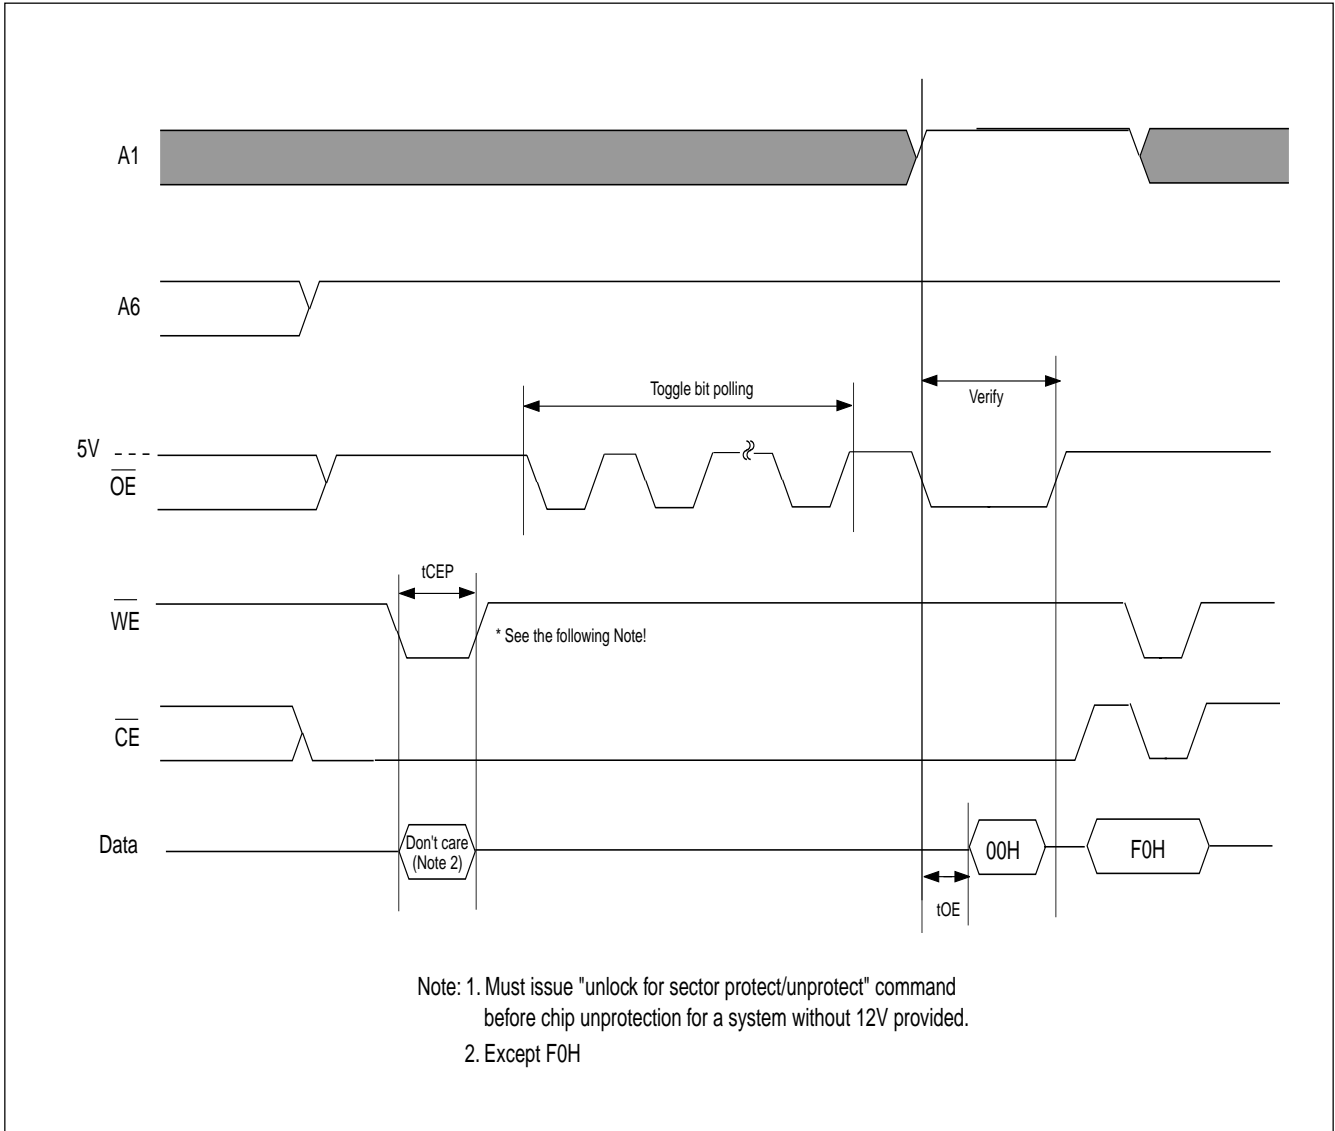 A1
A6
Toggle bit polling
Verify
5V
OE
tCEP
WE
* See the following Note!
CE
Data
Don't care
(Note 2)
00H
F0H
tOE
Note: 1. Must issue "unlock for sector protect/unprotect" command
before chip unprotection for a system without 12V provided.
2. Except F0H